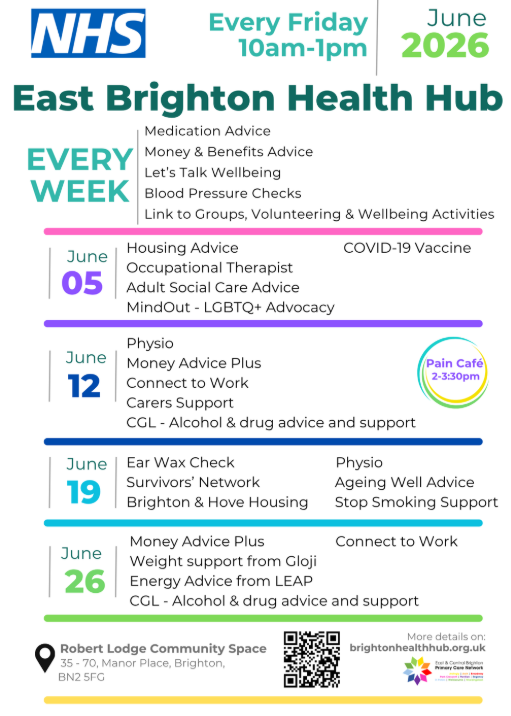 NHS
Every Friday
10am-1pm
June
2026
East Brighton Health Hub
EVERY
WEEK
Medication Advice
Money & Benefits Advice
Let's Talk Wellbeing
Blood Pressure Checks
Link to Groups, Volunteering & Wellbeing Activities
June
05
Housing Advice
Occupational Therapist
Adult Social Care Advice
MindOut - LGBTQ+ Advocacy
COVID-19 Vaccine
June
12
Physio
Money Advice Plus
Connect to Work
Carers Support
CGL - Alcohol & drug advice and support
Pain Café
2-3:30pm
June
19
Ear Wax Check
Survivors' Network
Brighton & Hove Housing
Physio
Ageing Well Advice
Stop Smoking Support
June
26
Money Advice Plus
Weight support from Gloji
Energy Advice from LEAP
CGL - Alcohol & drug advice and support
Connect to Work
Robert Lodge Community Space
35 - 70, Manor Place, Brighton,
BN2 5FG
More details on:
brightonhealthhub.org.uk
East & Central Brighton
Primary Care Network